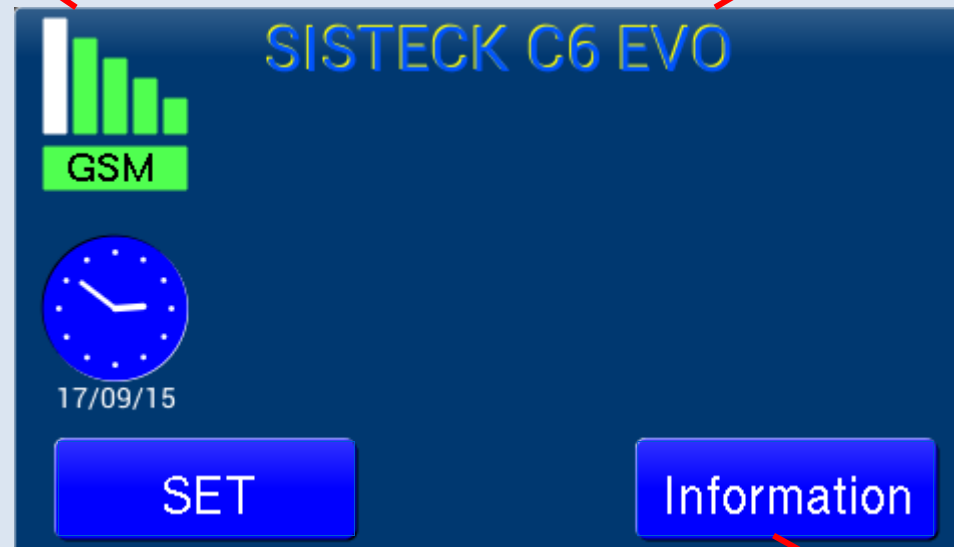 SISTECK C6 EVO
GSM
17/09/15
SET
Information